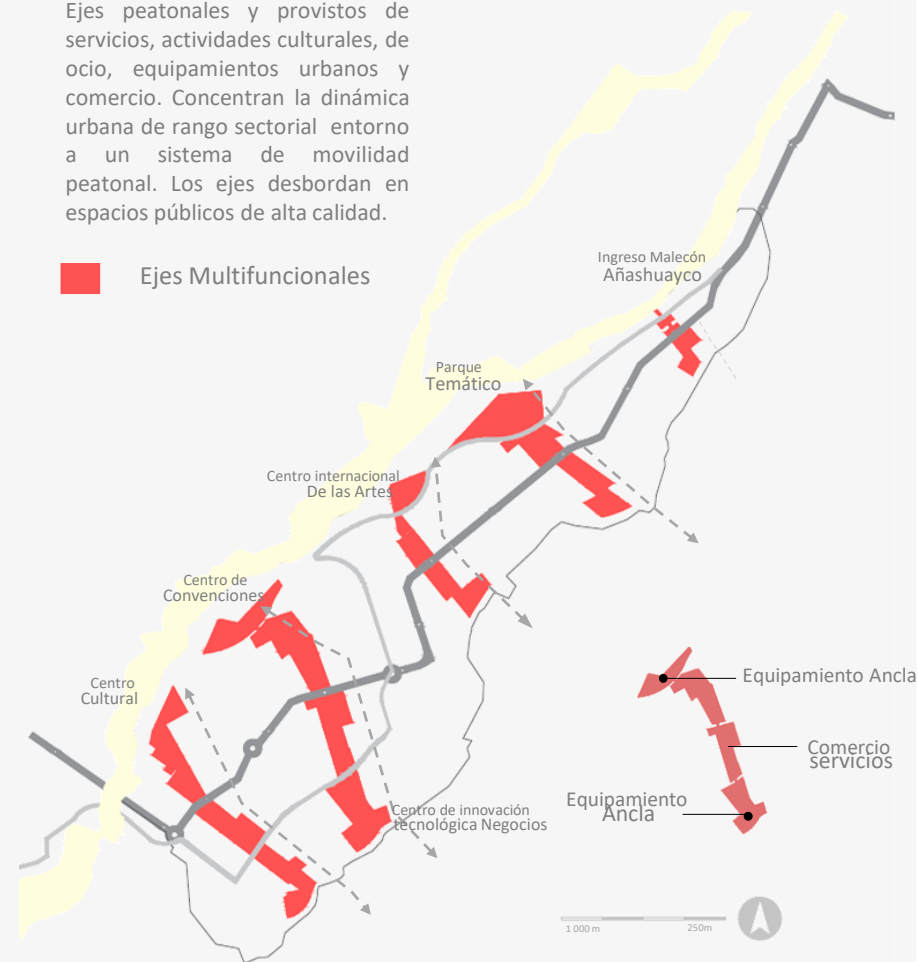 Ejes peatonales y provistos de
servicios, actividades culturales, de
ocio, equipamientos urbanos y
comercio. Concentran la dinámica
urbana de rango sectorial entorno
a un sistema de movilidad
peatonal. Los ejes desbordan en
espacios públicos de alta calidad.
Ejes Multifuncionales
Ingreso Malecón
Añashuayco
Parque
Temático
Centro internacional
De las Artes
Centro de
Convenciones
Centro
Cultural
Centro de innovación
tecnológica Negocios
Equipamiento Ancla
Comercio
servicios
Equipamiento
Ancla
1 000 m
250m